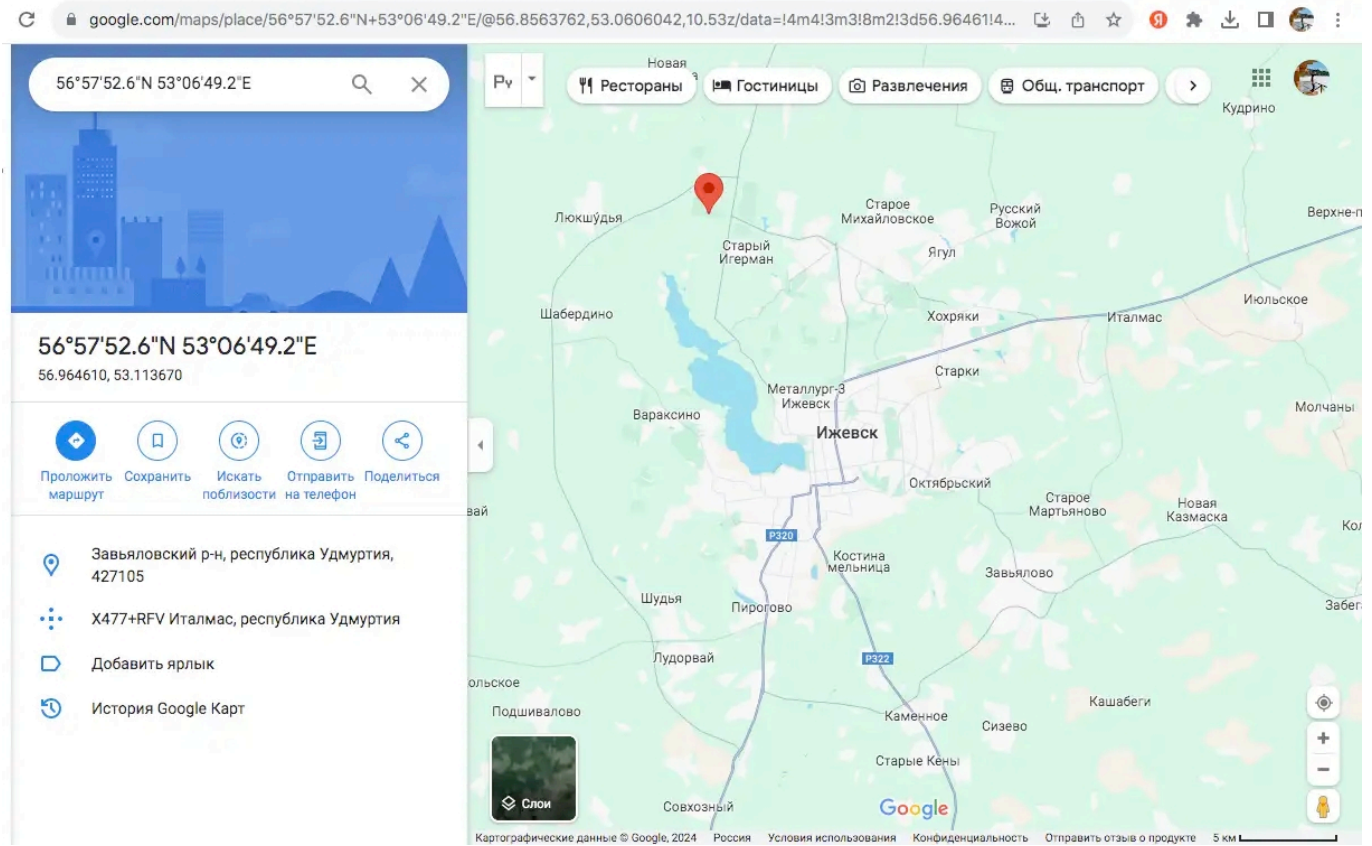 google.com/maps/place/56°57'52.6"N+53°06'49.2"E/@56.8563762,53.0606042,10.53z/data=!4m4!3m3!8m2!3d56.96461!4...
Я
56°57'52.6"N 53°06'49.2"E
Ру
Рестораны
Гостиницы
Развлечения
Общ. транспорт
Новая
Кудрино
Люкшу́дья
Старое
Михайловское
Русский
Вожой
Верхне-п
Старый
Игерман
Ягул
Июльское
Шабердино
Хохряки
Италмас
56°57'52.6"N 53°06'49.2"E
56.964610, 53.113670
Старки
Металлург-3
Ижевск
Вараксино
Молчаны
Ижевск
Проложить
маршрут
Сохранить
Искать
поблизости
Отправить
на телефон
Поделиться
Октябрьский
вай
Старое
Мартьяново
Новая
Казмаска
Кол
Р320
Завьяловский р-н, республика Удмуртия,
427105
Костина
мельница
Завьялово
X477+RFV Италмас, республика Удмуртия
Шудья
Пирогово
Забег
Добавить ярлык
Лудорвай
Р322
История Google Карт
ольское
Подшивалово
Кашабеги
Каменное
Сизево
Старые Кены
Слои
Совхозный
Google
Картографические данные © Google, 2024 Россия Условия использования Конфиденциальность Отправить отзыв о продукте 5 км